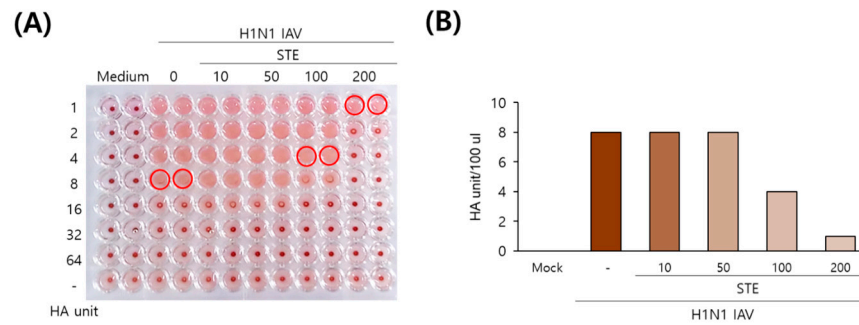 (A)
H1N1 IAV
STE
Medium 0 10 50 100 200
1
2
4
8
16
32
64
-
HA unit
(B)
HA unit/100 ul
10
8
6
4
2
0
Mock - 10 50 100 200
STE
H1N1 IAV